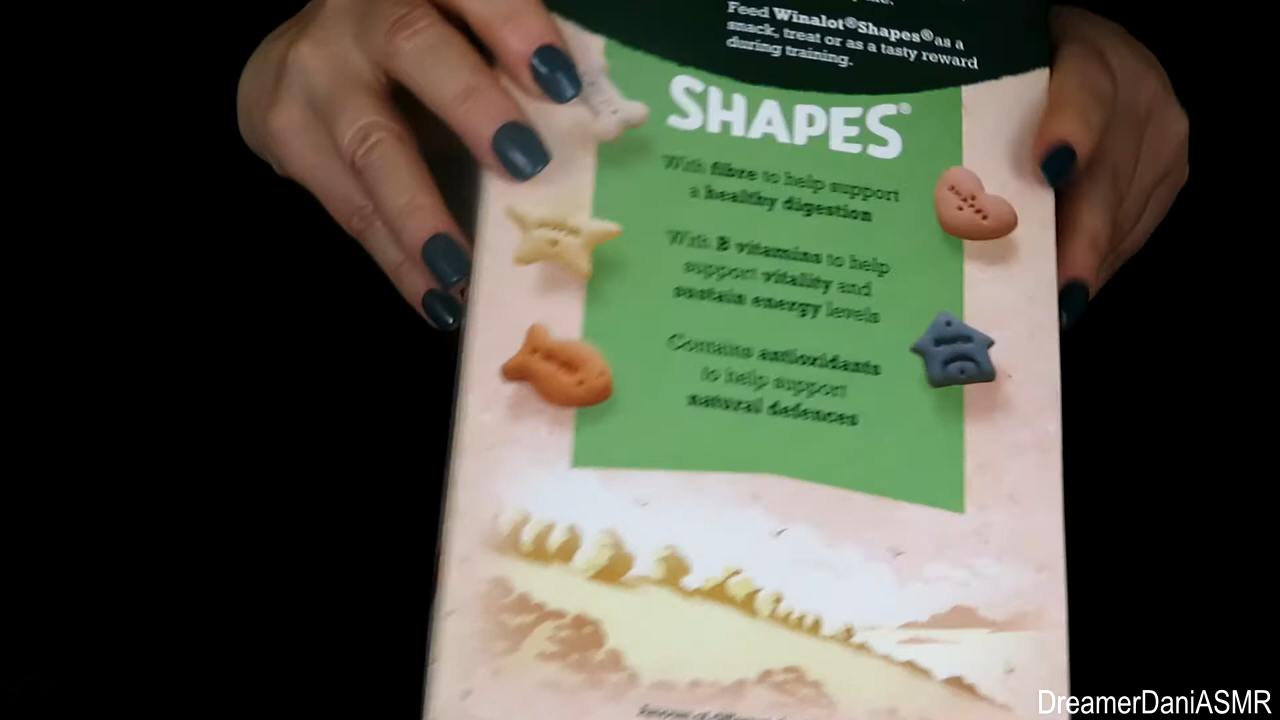 Feed Winalot®Shapes® as a
snack, treat or as a tasty reward
during training.
SHAPES®
With fibre to help support
a healthy digestion
With B vitamins to help
support vitality and
sustain energy levels
Contains antioxidants
to help support
natural defences
DreamerDaniASMR